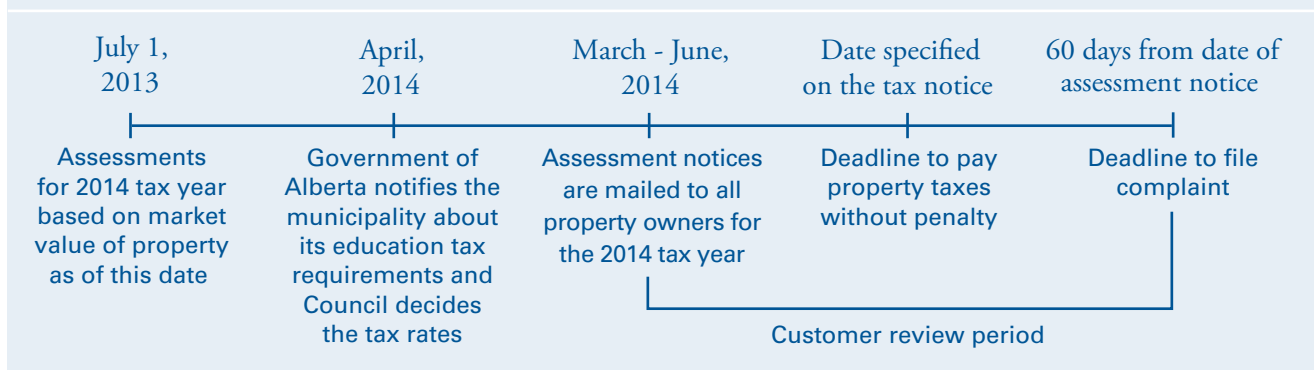 July 1,
2013
Assessments
for 2014 tax year
based on market
value of property
as of this date
April,
2014
Government of
Alberta notifies the
municipality about
its education tax
requirements and
Council decides
the tax rates
March - June,
2014
Assessment notices
are mailed to all
property owners for
the 2014 tax year
Date specified
on the tax notice
Deadline to pay
property taxes
without penalty
60 days from date of
assessment notice
Deadline to file
complaint
Customer review period